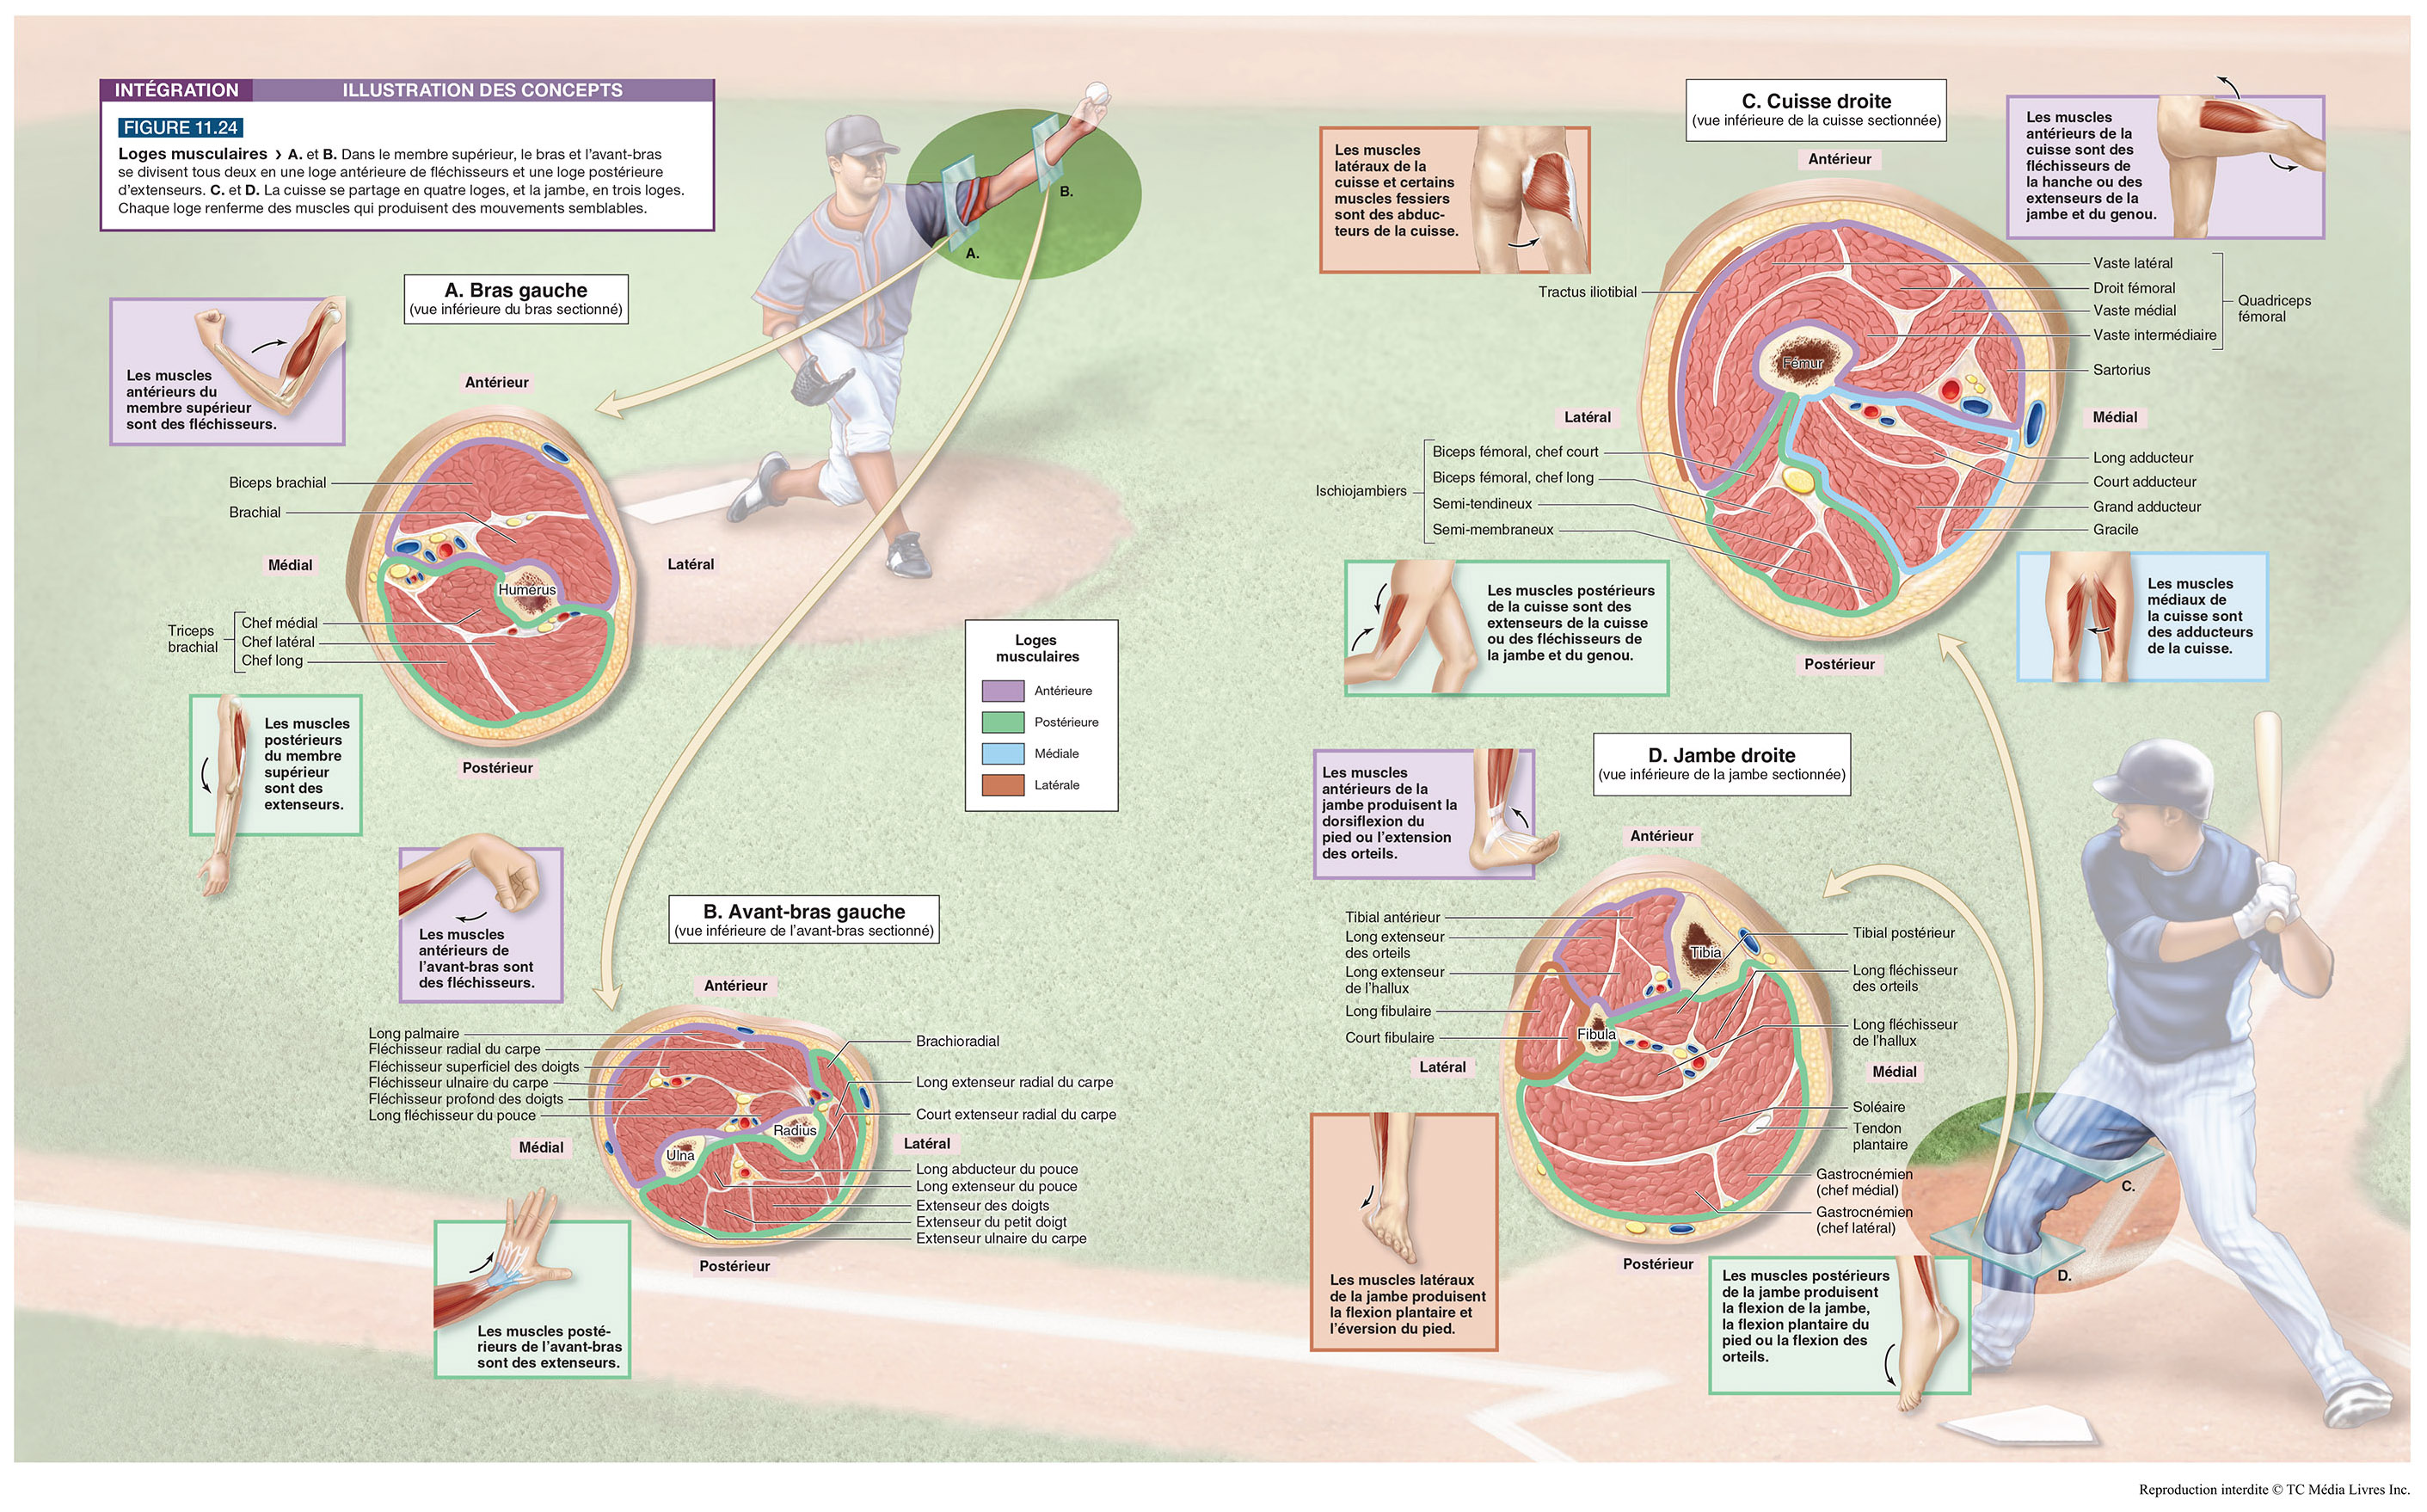 INTÉGRATION ILLUSTRATION DES CONCEPTS
FIGURE 11.24
Loges musculaires › A. et B. Dans le membre supérieur, le bras et l'avant-bras
se divisent tous deux en une loge antérieure de fléchisseurs et une loge postérieure
d'extenseurs. C. et D. La cuisse se partage en quatre loges, et la jambe, en trois loges.
Chaque loge renferme des muscles qui produisent des mouvements semblables.
A.
B.
A. Bras gauche
(vue inférieure du bras sectionné)
Les muscles
antérieurs du
membre supérieur
sont des fléchisseurs.
Antérieur
Biceps brachial
Brachial
Médial
Latéral
Humérus
Triceps
brachial
Chef médial
Chef latéral
Chef long
Postérieur
Les muscles
postérieurs
du membre
supérieur
sont des
extenseurs.
Loges
musculaires
Antérieure
Postérieure
Médiale
Latérale
Les muscles
antérieurs de
l'avant-bras sont
des fléchisseurs.
B. Avant-bras gauche
(vue inférieure de l'avant-bras sectionné)
Antérieur
Long palmaire
Fléchisseur radial du carpe
Fléchisseur superficiel des doigts
Fléchisseur ulnaire du carpe
Fléchisseur profond des doigts
Long fléchisseur du pouce
Médial
Brachioradial
Long extenseur radial du carpe
Court extenseur radial du carpe
Latéral
Radius
Ulna
Long abducteur du pouce
Long extenseur du pouce
Extenseur des doigts
Extenseur du petit doigt
Extenseur ulnaire du carpe
Postérieur
Les muscles posté-
rieurs de l'avant-bras
sont des extenseurs.
C. Cuisse droite
(vue inférieure de la cuisse sectionnée)
Les muscles
latéraux de la
cuisse et certains
muscles fessiers
sont des abduc-
teurs de la cuisse.
Les muscles
antérieurs de la
cuisse sont des
fléchisseurs de
la hanche ou des
extenseurs de la
jambe et du genou.
Antérieur
Tractus iliotibial
Vaste latéral
Droit fémoral
Vaste médial
Vaste intermédiaire
Quadriceps
fémoral
Fémur
Sartorius
Latéral
Médial
Ischiojambiers
Biceps fémoral, chef court
Biceps fémoral, chef long
Semi-tendineux
Semi-membraneux
Long adducteur
Court adducteur
Grand adducteur
Gracile
Les muscles postérieurs
de la cuisse sont des
extenseurs de la cuisse
ou des fléchisseurs de
la jambe et du genou.
Les muscles
médiaux de
la cuisse sont
des adducteurs
de la cuisse.
Postérieur
D. Jambe droite
(vue inférieure de la jambe sectionnée)
Les muscles
antérieurs de la
jambe produisent la
dorsiflexion du
pied ou l'extension
des orteils.
Antérieur
Tibial antérieur
Long extenseur
des orteils
Long extenseur
de l'hallux
Long fibulaire
Court fibulaire
Latéral
Tibia
Fibula
Tibial postérieur
Long fléchisseur
des orteils
Long fléchisseur
de l'hallux
Médial
Soléaire
Tendon
plantaire
Gastrocnémien
(chef médial)
Gastrocnémien
(chef latéral)
Postérieur
Les muscles latéraux
de la jambe produisent
la flexion plantaire et
l'éversion du pied.
Les muscles postérieurs
de la jambe produisent
la flexion de la jambe,
la flexion plantaire du
pied ou la flexion des
orteils.
C.
D.
Reproduction interdite © TC Média Livres Inc.